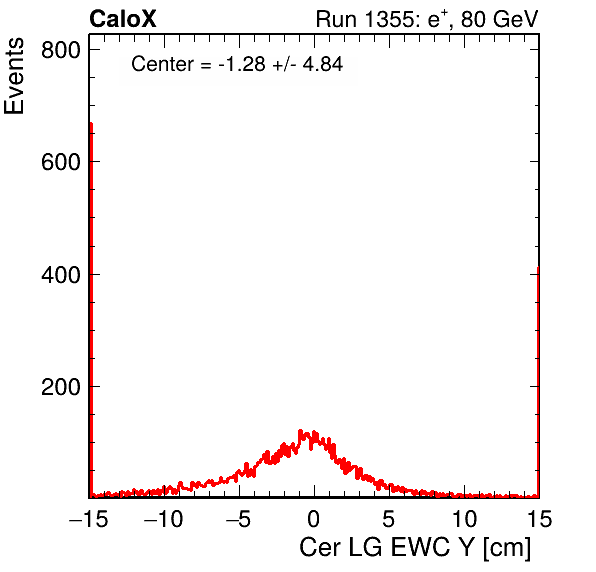 CaloX Run 1355: e⁺, 80 GeV
Center = -1.28 +/- 4.84
Events
800
600
400
200
−15 −10 −5 0 5 10 15
Cer LG EWC Y [cm]